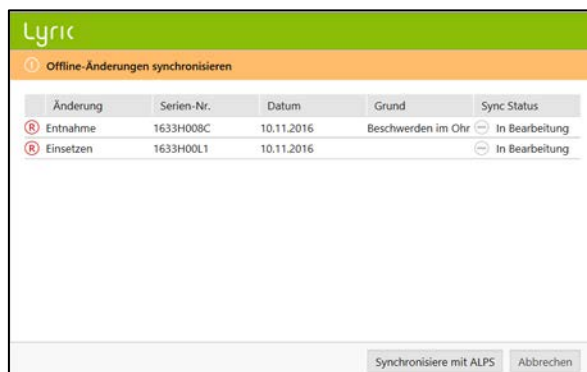 Lyric
Offline-Änderungen synchronisieren
Änderung Serien-Nr. Datum Grund Sync Status
R Entnahme 1633H008C 10.11.2016 Beschwerden im Ohr In Bearbeitung
R Einsetzen 1633H00L1 10.11.2016 In Bearbeitung
Synchronisiere mit ALPS Abbrechen